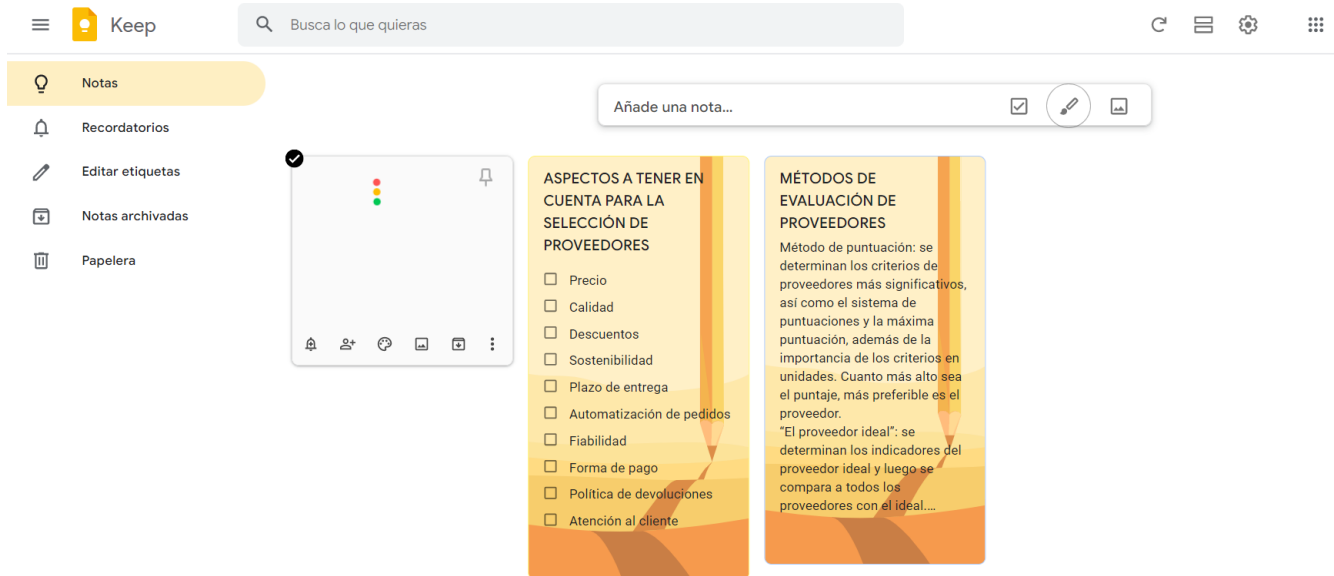 Keep
Busca lo que quieras
Notas
Recordatorios
Editar etiquetas
Notas archivadas
Papelera
Añade una nota...
ASPECTOS A TENER EN
CUENTA PARA LA
SELECCIÓN DE
PROVEEDORES
Precio
Calidad
Descuentos
Sostenibilidad
Plazo de entrega
Automatización de pedidos
Fiabilidad
Forma de pago
Política de devoluciones
Atención al cliente
MÉTODOS DE
EVALUACIÓN DE
PROVEEDORES
Método de puntuación: se
determinan los criterios de
proveedores más significativos,
así como el sistema de
puntuaciones y la máxima
puntuación, además de la
importancia de los criterios en
unidades. Cuanto más alto sea
el puntaje, más preferible es el
proveedor.
“El proveedor ideal”: se
determinan los indicadores del
proveedor ideal y luego se
compara a todos los
proveedores con el ideal....